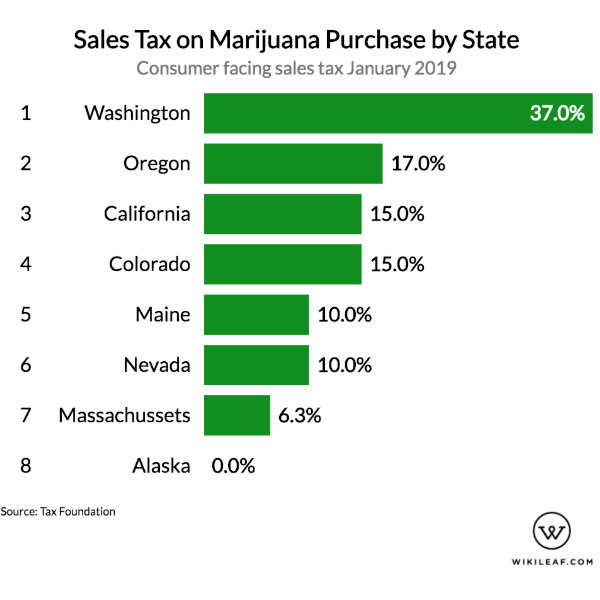 Sales Tax on Marijuana Purchase by State
Consumer facing sales tax January 2019
1 Washington 37.0%
2 Oregon 17.0%
3 California 15.0%
4 Colorado 15.0%
5 Maine 10.0%
6 Nevada 10.0%
7 Massachussets 6.3%
8 Alaska 0.0%
Source: Tax Foundation
W
WIKILEAF.COM